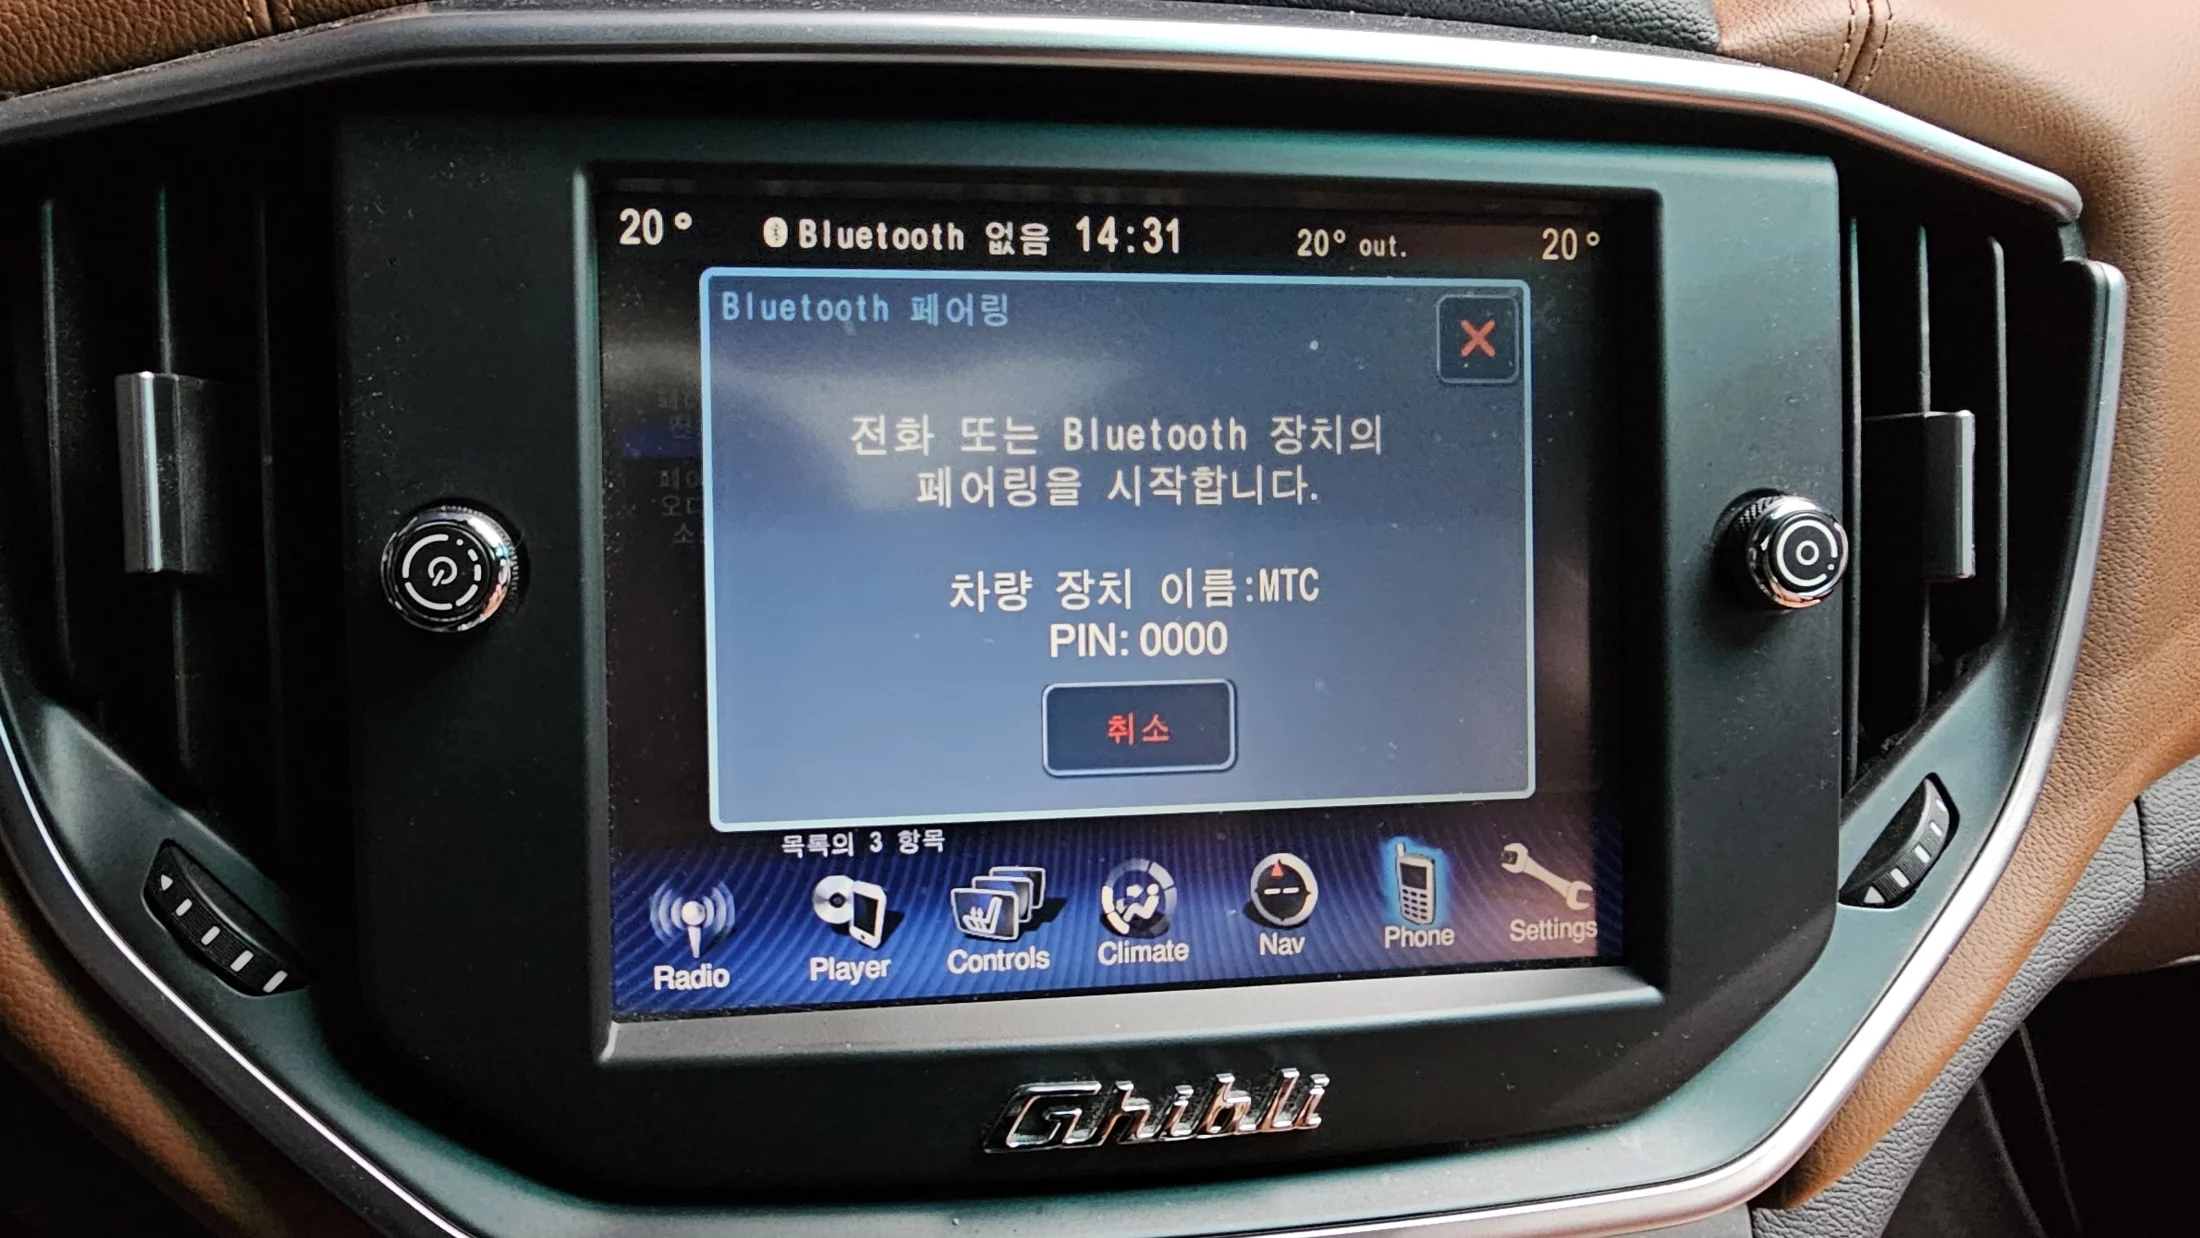 20° Bluetooth 없음 14:31 20° out. 20°
Bluetooth 페어링
전화 또는 Bluetooth 장치의
페어링을 시작합니다.
차량 장치 이름:MTC
PIN: 0000
취소
목록의 3 항목
Radio Player Controls Climate Nav Phone Settings
Ghibli